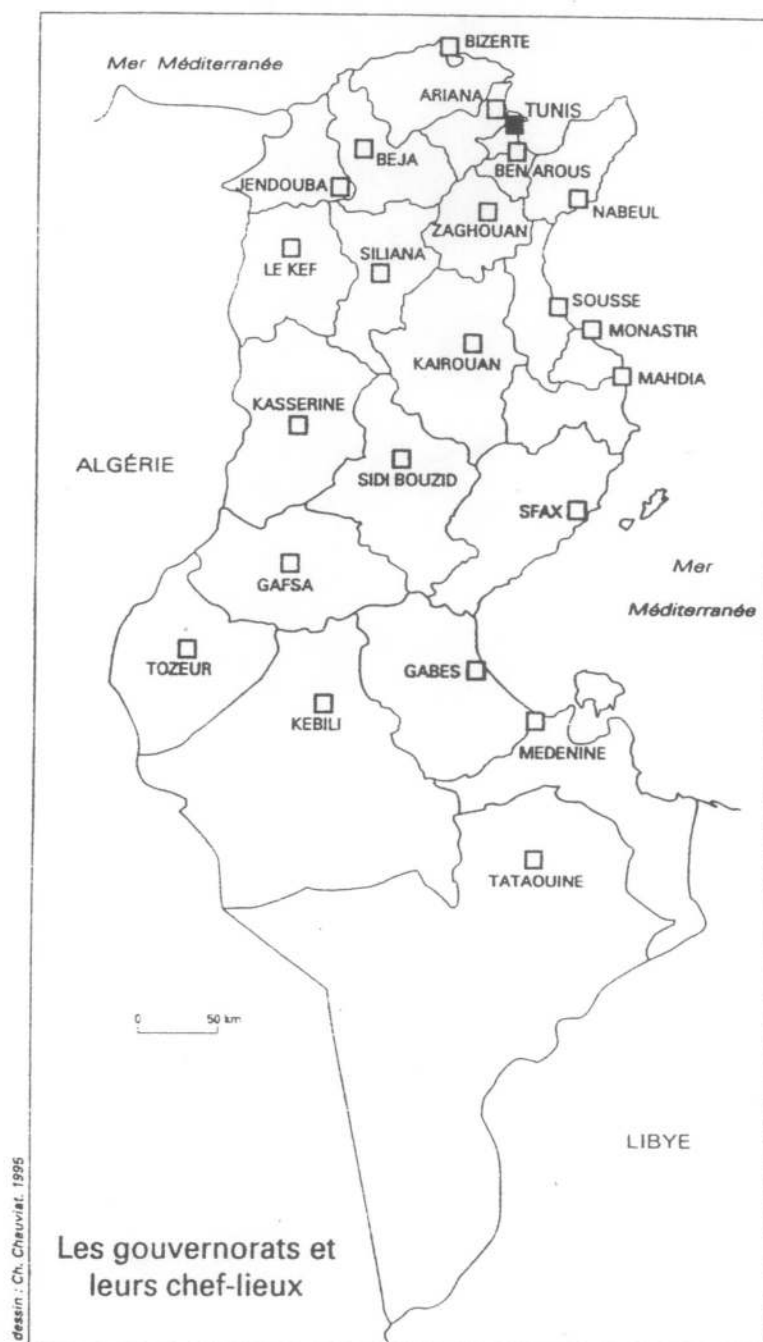 BIZERTE
Mer Méditerranée
ARIANA
TUNIS
BEJA
BEN AROUS
JENDOUBA
NABEUL
ZAGHOUAN
SILIANA
LE KEF
SOUSSE
MONASTIR
KAIROUAN
MAHDIA
KASSERINE
ALGÉRIE
SIDI BOUZID
SFAX
GAFSA
Mer
Méditerranée
TOZEUR
GABES
KEBILI
MEDENINE
TATAOUINE
0 50 km
LIBYE
Les gouvernorats et
leurs chef-lieux
dessin : Ch. Chauviat. 1995